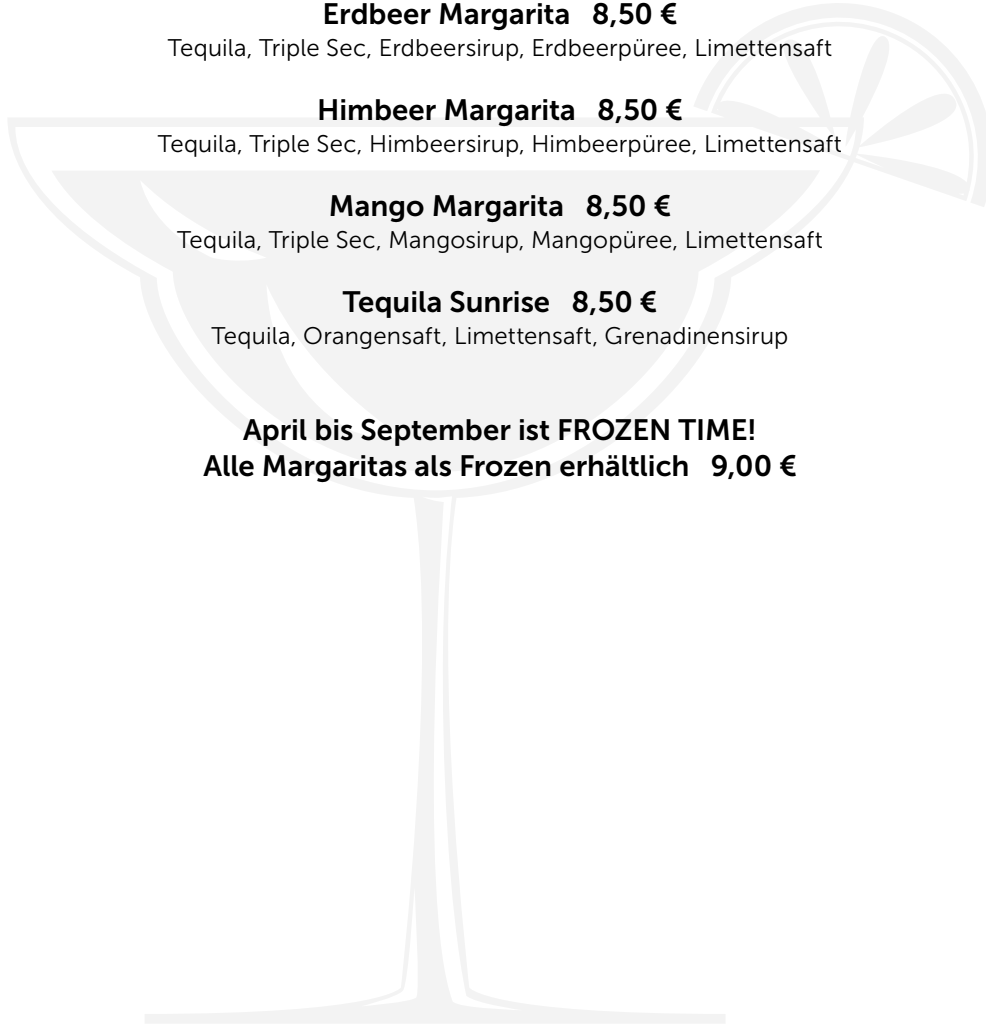 Erdbeer Margarita 8,50 €
Tequila, Triple Sec, Erdbeersirup, Erdbeerpüree, Limettensaft
Himbeer Margarita 8,50 €
Tequila, Triple Sec, Himbeersirup, Himbeerpüree, Limettensaft
Mango Margarita 8,50 €
Tequila, Triple Sec, Mangosirup, Mangopüree, Limettensaft
Tequila Sunrise 8,50 €
Tequila, Orangensaft, Limettensaft, Grenadinensirup
April bis September ist FROZEN TIME!
Alle Margaritas als Frozen erhältlich 9,00 €